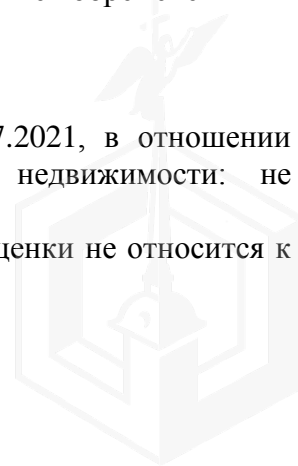 7.2021, в отношении
недвижимости: не
ценки не относится к